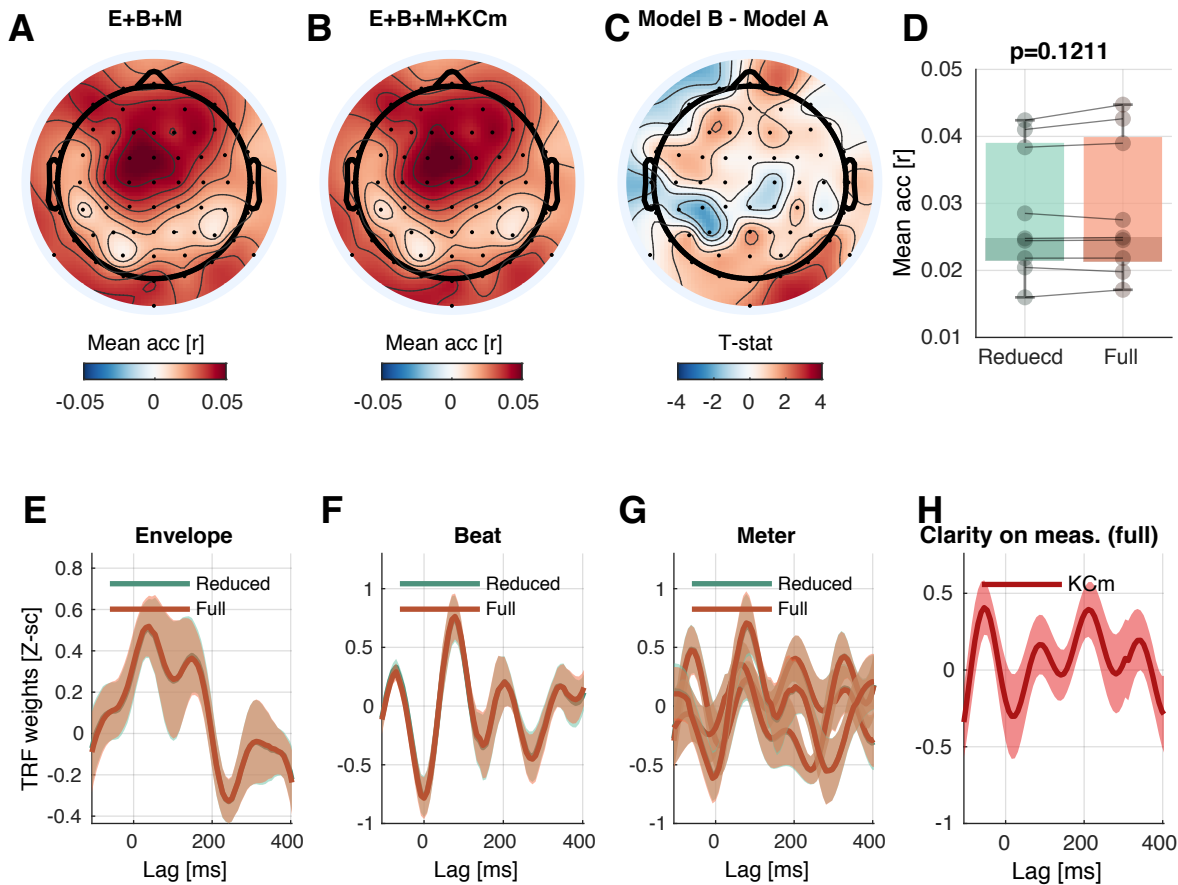 A
E+B+M
B
E+B+M+KCm
C
Model B - Model A
D
p=0.1211
Mean acc [r]
-0.05
0
0.05
Mean acc [r]
-0.05
0
0.05
T-stat
-4
-2
0
2
4
Mean acc [r]
0.05
0.04
0.03
0.02
0.01
Reduecd
Full
E
Envelope
Reduced
Full
TRF weights [Z-sc]
0.8
0.6
0.4
0.2
0
-0.2
-0.4
0
200
400
Lag [ms]
F
Beat
Reduced
Full
1
0.5
0
-0.5
-1
0
200
400
Lag [ms]
G
Meter
Reduced
Full
1
0.5
0
-0.5
-1
0
200
400
Lag [ms]
H
Clarity on meas. (full)
KCm
0.5
0
-0.5
-1
0
200
400
Lag [ms]